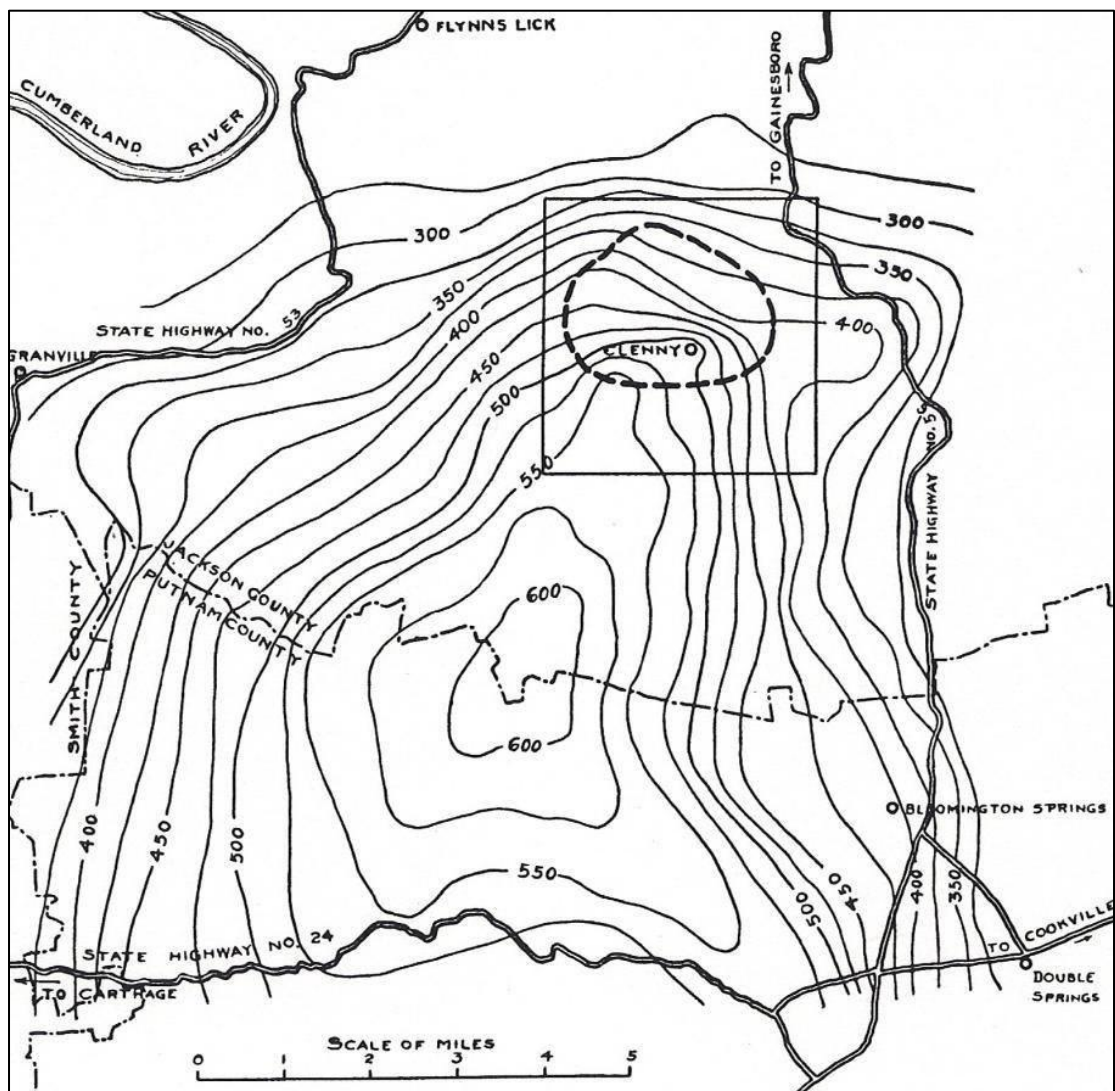 FLYNNS LICK
CUMBERLAND
RIVER
TO GAINESBORO
300
300
350
350
400
STATE HIGHWAY NO. 53
GRANVILLE
400
450
CLENNY
500
550
STATE HIGHWAY NO. 56
JACKSON COUNTY
PUTNAM COUNTY
SMITH COUNTY
600
600
400
450
500
BLOOMINGTON SPRINGS
550
500
450
400
350
STATE HIGHWAY NO. 24
TO COOKVILLE
TO CARTHAGE
DOUBLE
SPRINGS
SCALE OF MILES
0 1 2 3 4 5